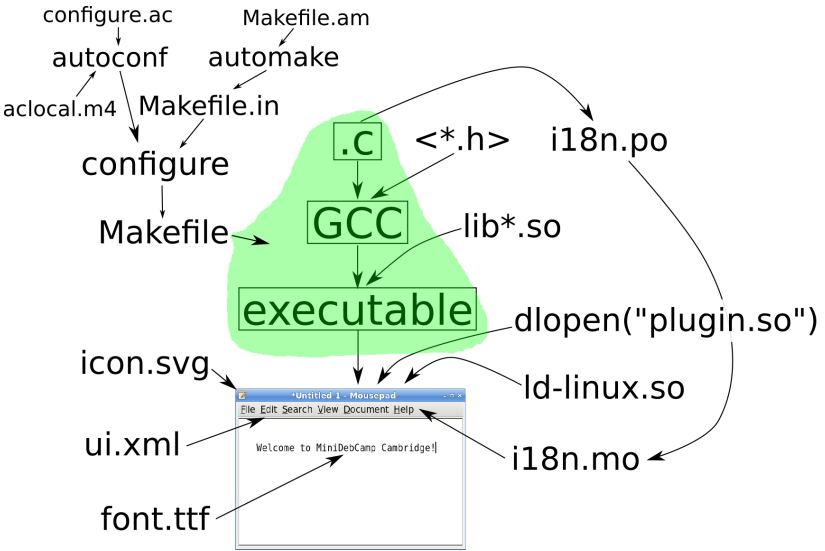 configure.ac
Makefile.am
autoconf
automake
aclocal.m4
Makefile.in
.c
<*.h>
i18n.po
configure
GCC
Makefile
lib*.so
executable
dlopen("plugin.so")
icon.svg
ld-linux.so
*Untitled 1 - Mousepad
File Edit Search View Document Help
ui.xml
Welcome to MiniDebCamp Cambridge!
i18n.mo
font.ttf